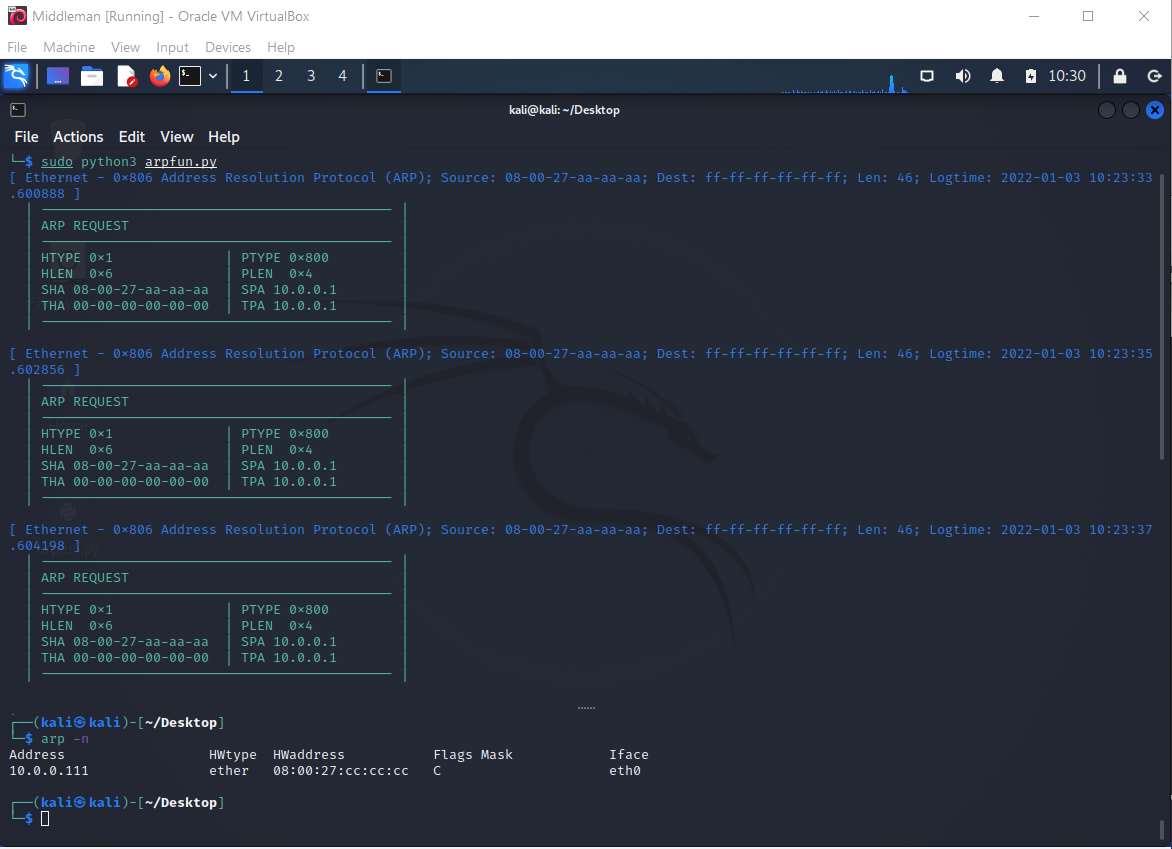 Middleman [Running] - Oracle VM VirtualBox
File Machine View Input Devices Help
1 2 3 4 10:30
kali@kali: ~/Desktop
File Actions Edit View Help
└─$ sudo python3 arpfun.py
[ Ethernet - 0×806 Address Resolution Protocol (ARP); Source: 08-00-27-aa-aa-aa; Dest: ff-ff-ff-ff-ff-ff; Len: 46; Logtime: 2022-01-03 10:23:33
.600888 ]
ARP REQUEST
HTYPE 0×1 | PTYPE 0×800
HLEN 0×6 | PLEN 0×4
SHA 08-00-27-aa-aa-aa | SPA 10.0.0.1
THA 00-00-00-00-00-00 | TPA 10.0.0.1
[ Ethernet - 0×806 Address Resolution Protocol (ARP); Source: 08-00-27-aa-aa-aa; Dest: ff-ff-ff-ff-ff-ff; Len: 46; Logtime: 2022-01-03 10:23:35
.602856 ]
ARP REQUEST
HTYPE 0×1 | PTYPE 0×800
HLEN 0×6 | PLEN 0×4
SHA 08-00-27-aa-aa-aa | SPA 10.0.0.1
THA 00-00-00-00-00-00 | TPA 10.0.0.1
[ Ethernet - 0×806 Address Resolution Protocol (ARP); Source: 08-00-27-aa-aa-aa; Dest: ff-ff-ff-ff-ff-ff; Len: 46; Logtime: 2022-01-03 10:23:37
.604198 ]
ARP REQUEST
HTYPE 0×1 | PTYPE 0×800
HLEN 0×6 | PLEN 0×4
SHA 08-00-27-aa-aa-aa | SPA 10.0.0.1
THA 00-00-00-00-00-00 | TPA 10.0.0.1
......
┌──(kali㉿kali)-[~/Desktop]
└─$ arp -n
Address HWtype HWaddress Flags Mask Iface
10.0.0.111 ether 08:00:27:cc:cc:cc C eth0
┌──(kali㉿kali)-[~/Desktop]
└─$